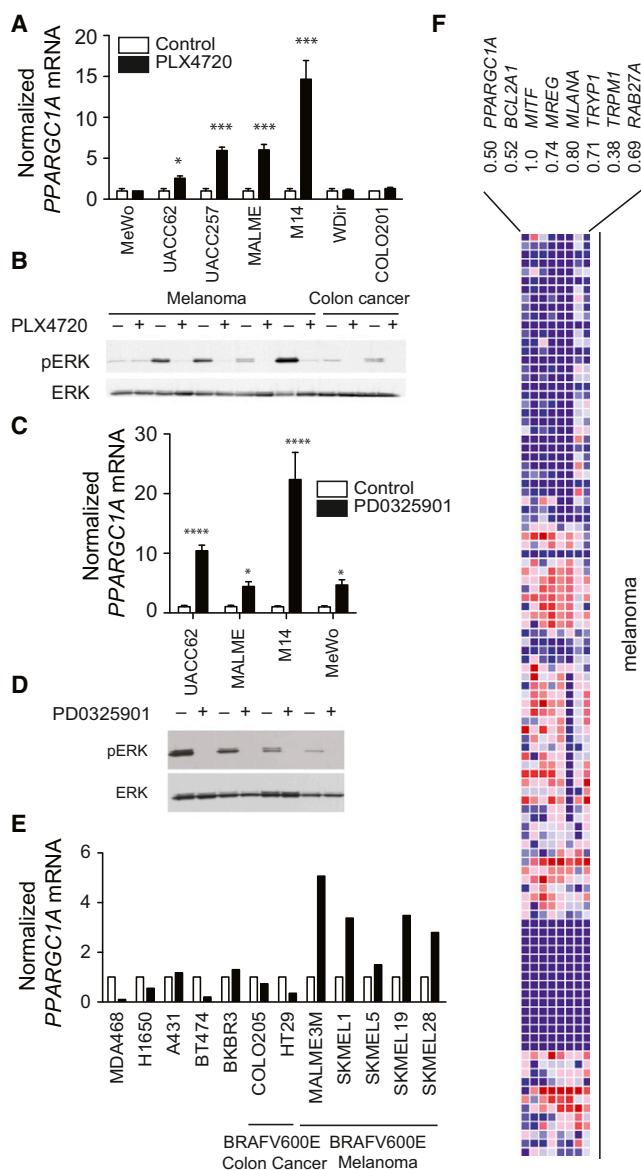 A
Normalized
PPARGC1A mRNA
20
15
10
5
0
Control
PLX4720
*
***
***
***
MeWo
UACC62
UACC257
MALME
M14
WDir
COLO201
B
Melanoma
Colon cancer
PLX4720
– + – + – + – + – + – + – +
pERK
ERK
C
Normalized
PPARGC1A mRNA
30
20
10
0
****
*
****
*
Control
PD0325901
UACC62
MALME
M14
MeWo
D
PD0325901
– + – + – + – +
pERK
ERK
E
Normalized
PPARGC1A mRNA
6
4
2
0
MDA468
H1650
A431
BT474
BKBR3
COLO205
HT29
MALME3M
SKMEL1
SKMEL5
SKMEL19
SKMEL28
BRAFV600E
Colon Cancer
BRAFV600E
Melanoma
F
0.50 PPARGC1A
0.52 BCL2A1
1.0 MITF
0.74 MREG
0.80 MLANA
0.71 TRYP1
0.38 TRPM1
0.69 RAB27A
melanoma